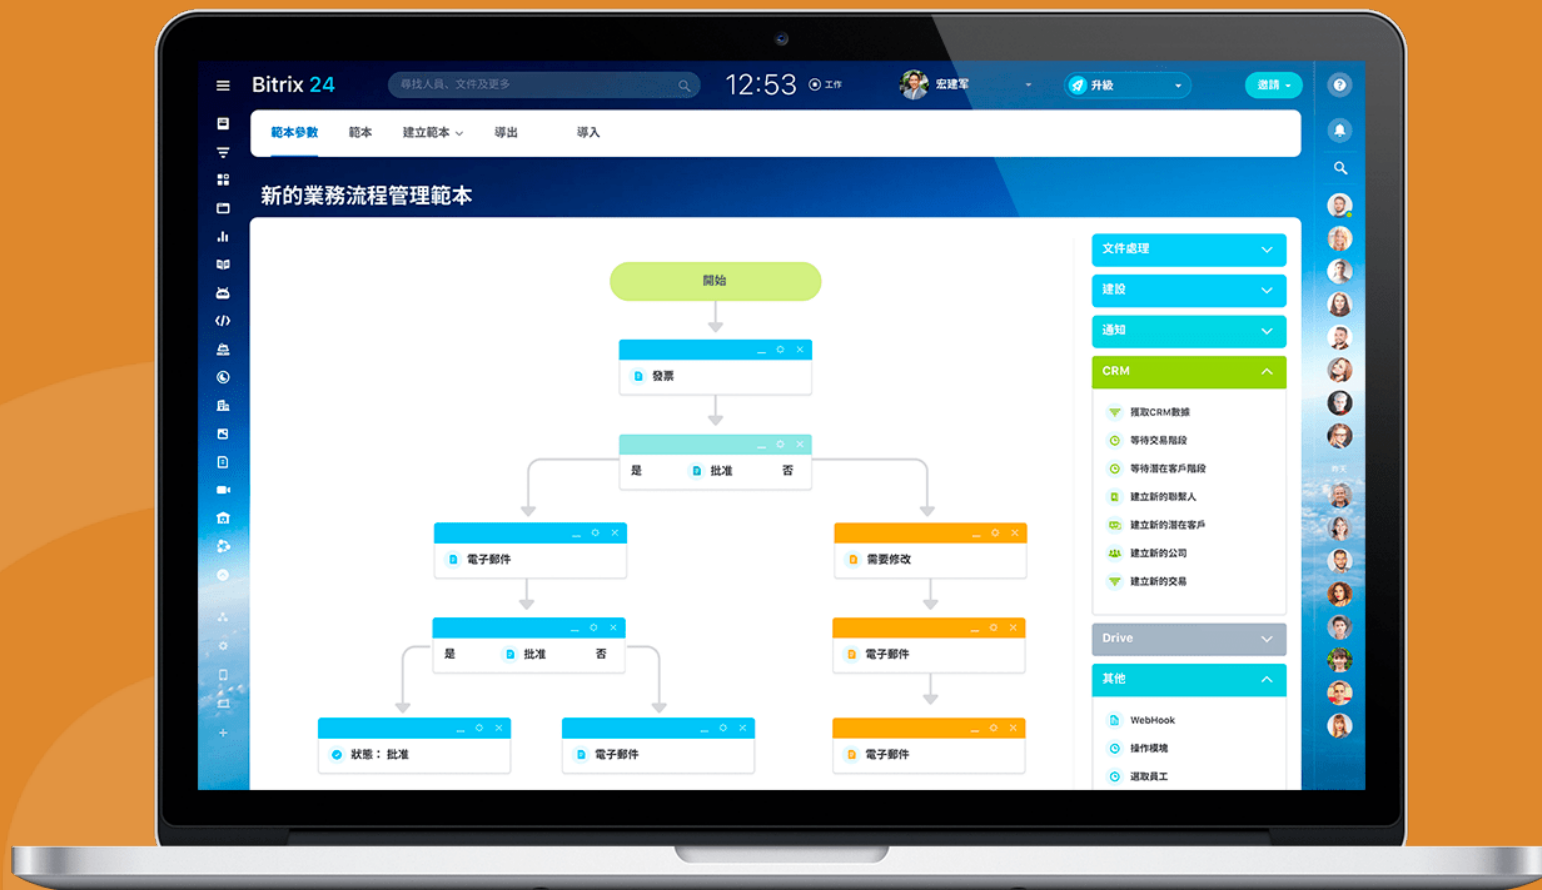 Bitrix 24
尋找人員、文件及更多
12:53
工作
宏建军
升級
邀請
範本參數
範本
建立範本
導出
導入
新的業務流程管理範本
開始
發票
是
批准
否
電子郵件
需要修改
是
批准
否
電子郵件
狀態：批准
電子郵件
電子郵件
文件處理
建設
通知
CRM
獲取CRM數據
等待交易階段
等待潛在客戶階段
建立新的聯繫人
建立新的潛在客戶
建立新的公司
建立新的交易
Drive
其他
WebHook
操作模塊
選取員工
昨天